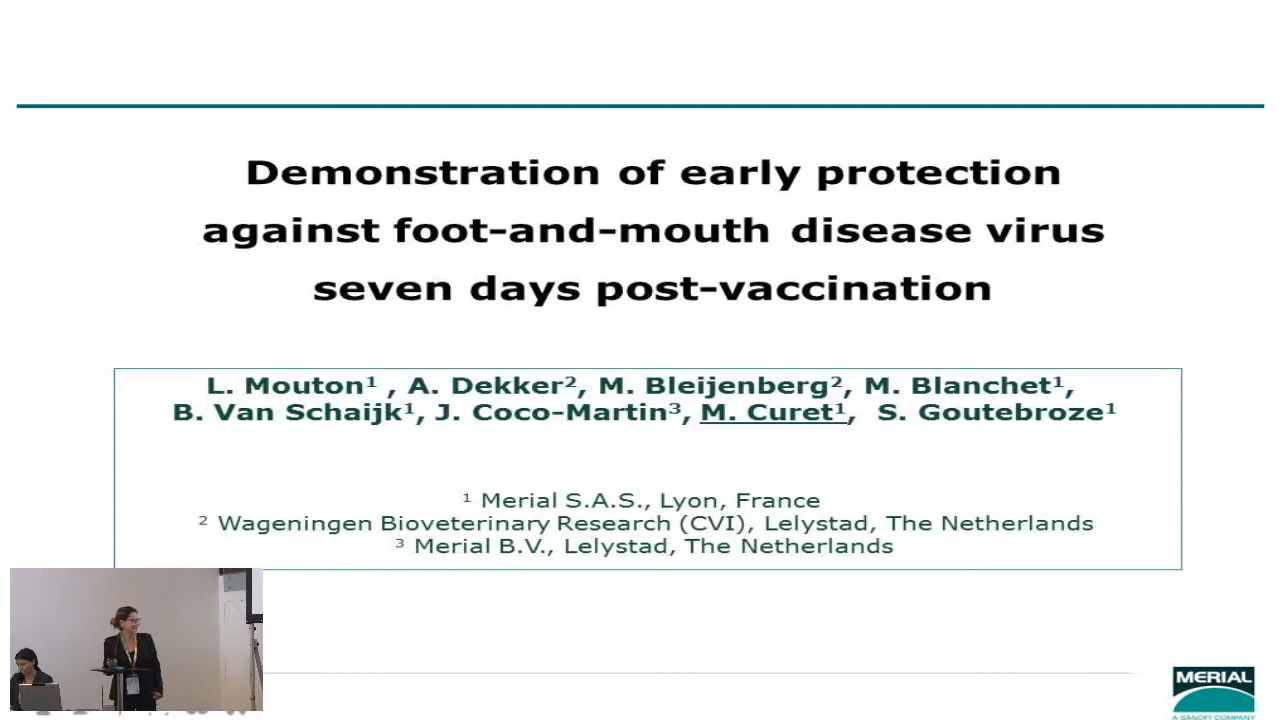 Demonstration of early protection
against foot-and-mouth disease virus
seven days post-vaccination
L. Mouton¹ , A. Dekker², M. Bleijenberg², M. Blanchet¹,
B. Van Schaijk¹, J. Coco-Martin³, M. Curet¹, S. Goutebroze¹
¹ Merial S.A.S., Lyon, France
² Wageningen Bioveterinary Research (CVI), Lelystad, The Netherlands
³ Merial B.V., Lelystad, The Netherlands
MERIAL
A SANOFI COMPANY